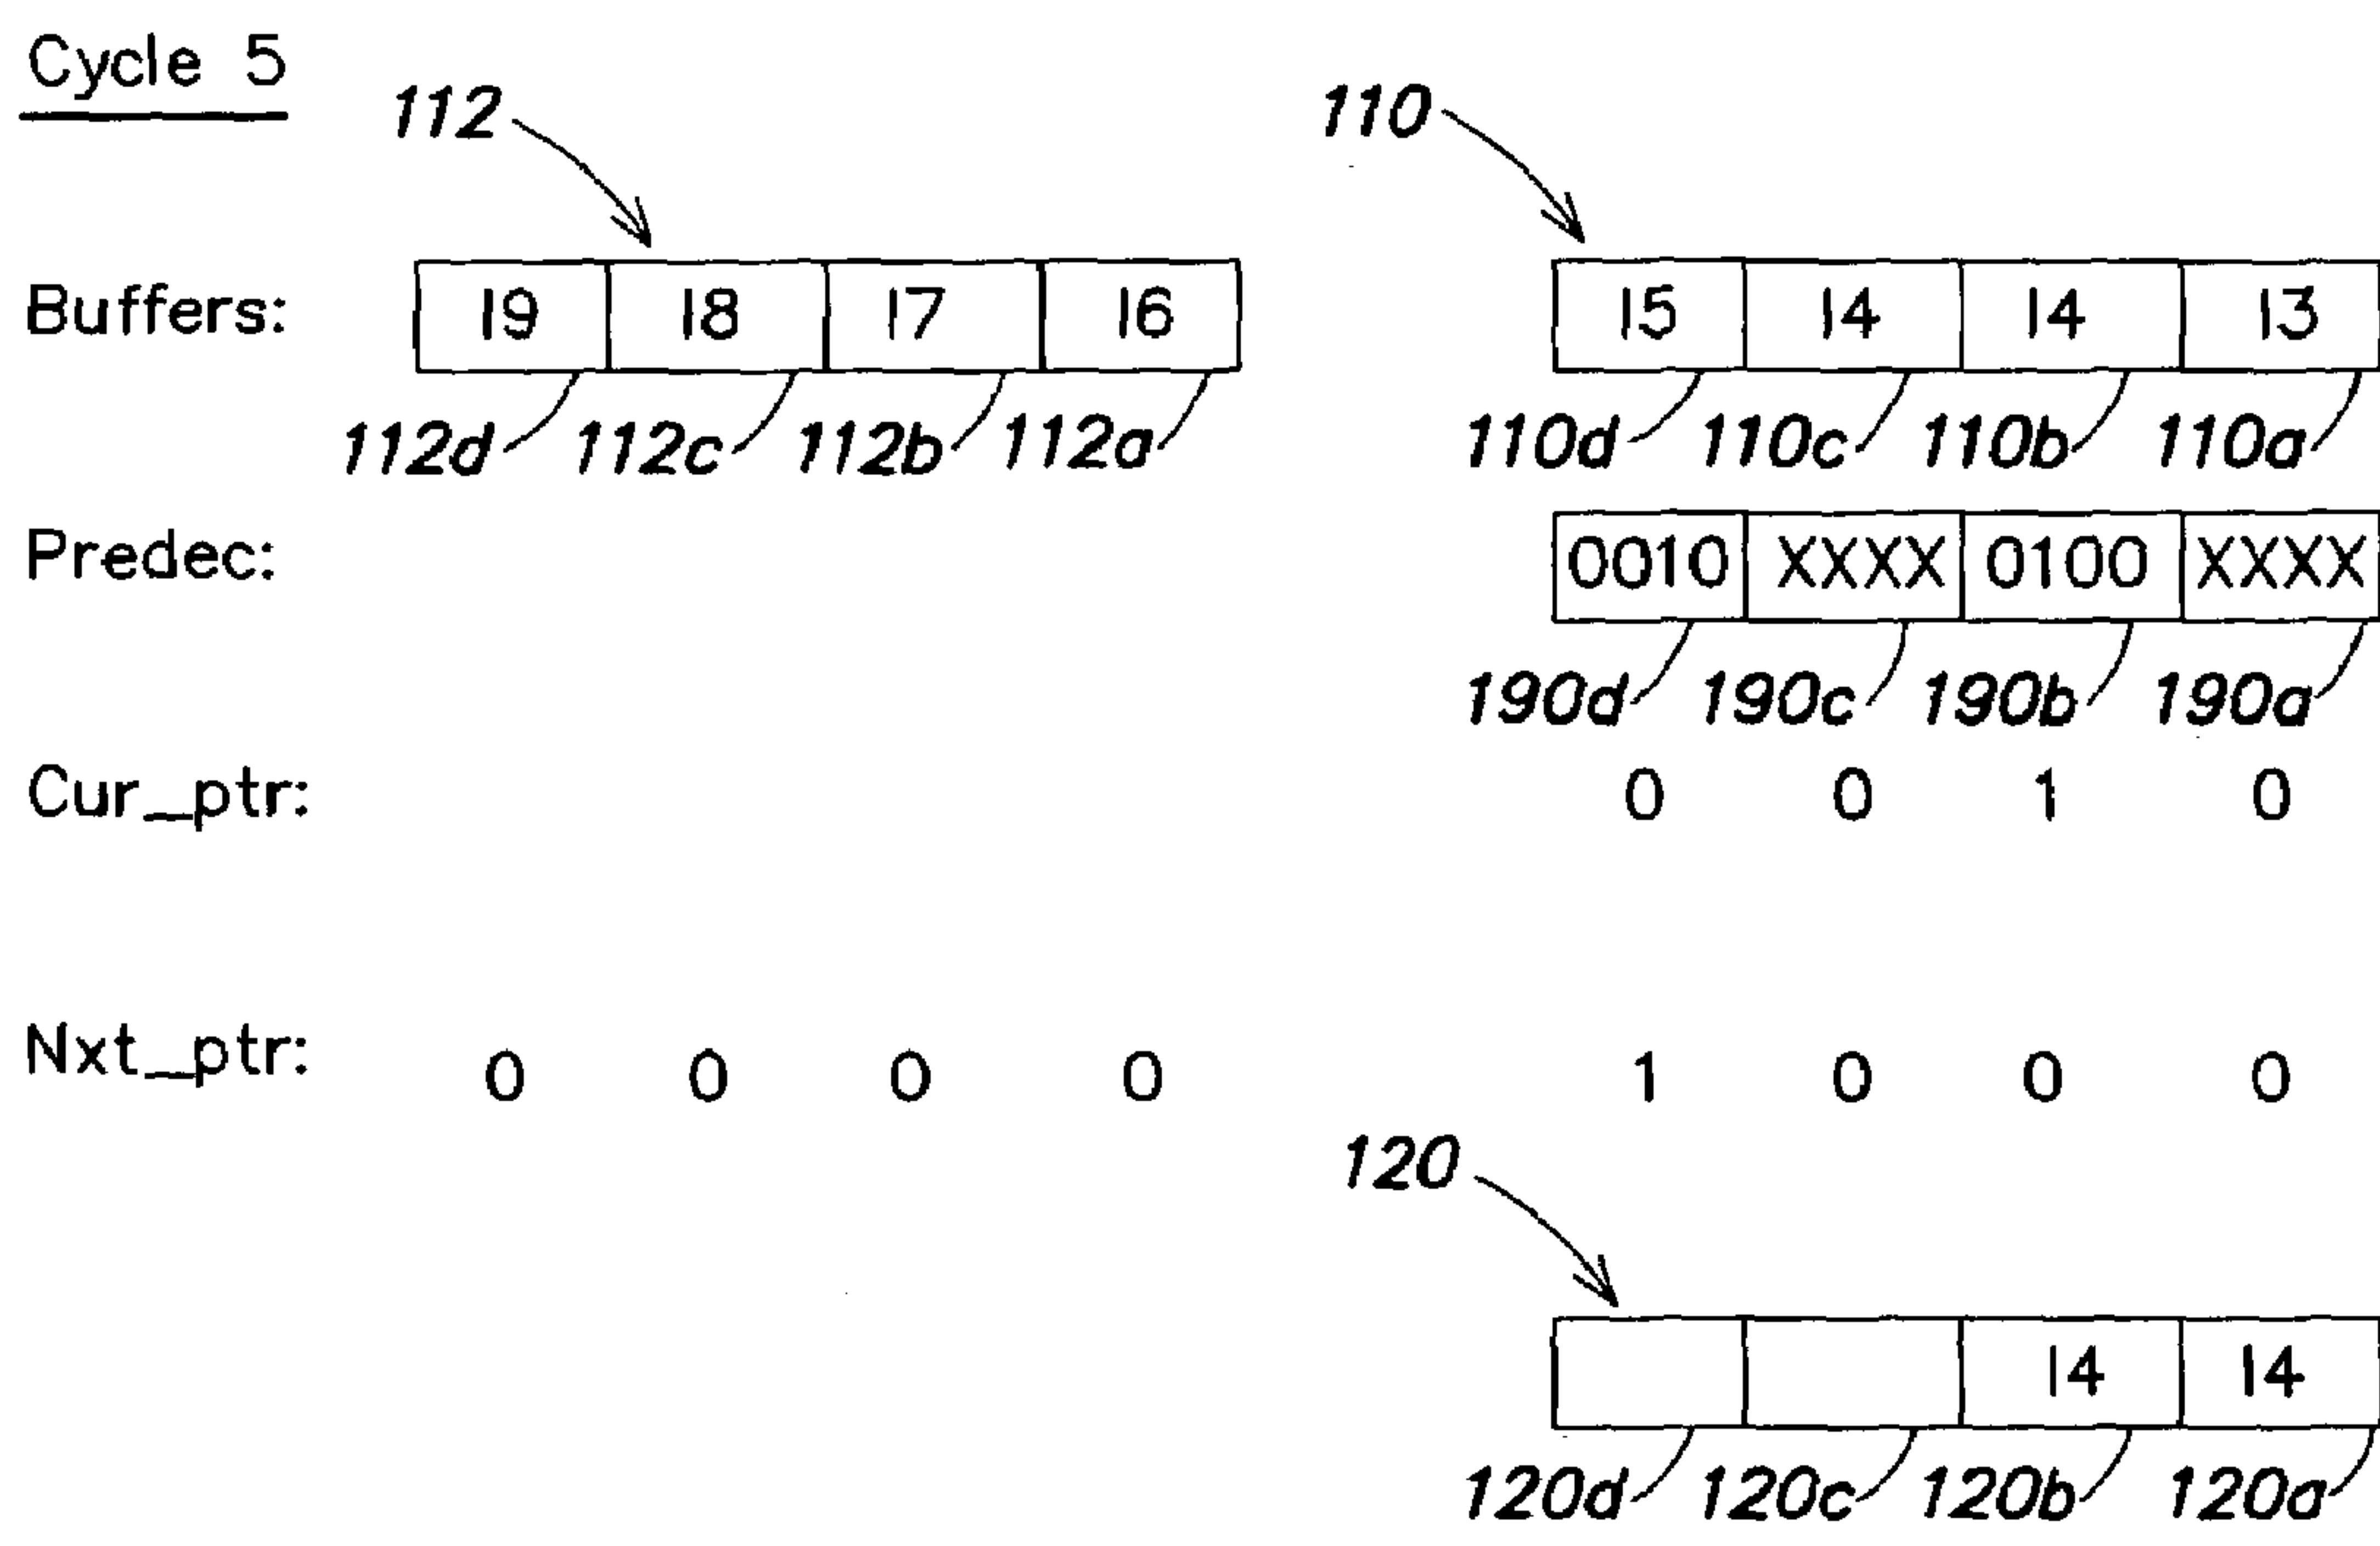 Cycle 5
112 110
Buffers: I9 I8 I7 I6 I5 I4 I4 I3
112d 112c 112b 112a 110d 110c 110b 110a
Predec: 0010 XXXX 0100 XXXX
190d 190c 190b 190a
Cur_ptr: 0 0 1 0
Nxt_ptr: 0 0 0 0 1 0 0 0
120
I4 I4
120d 120c 120b 120a